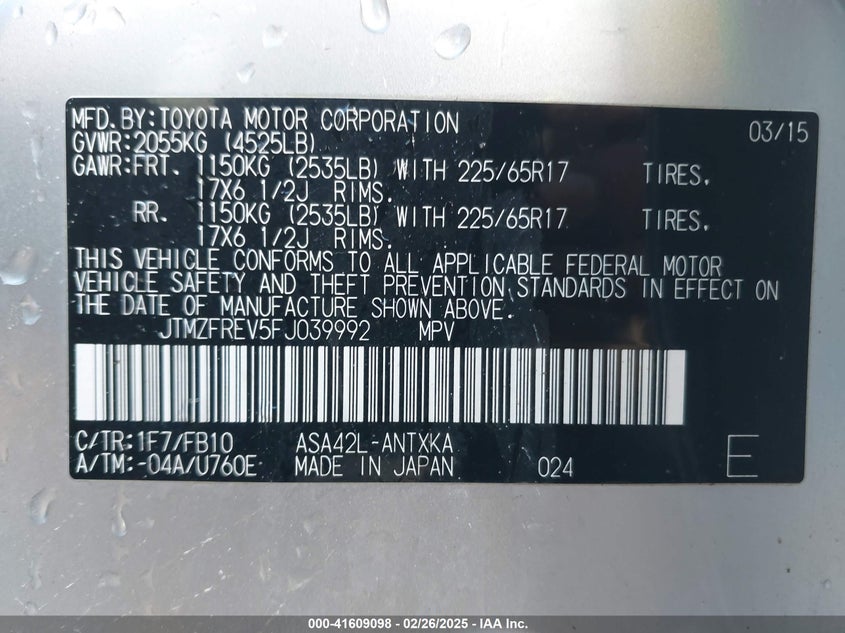 MFD. BY: TOYOTA MOTOR CORPORATION 03/15
GVWR: 2055KG (4525LB)
GAWR: FRT. 1150KG (2535LB) WITH 225/65R17 TIRES.
17X6 1/2J RIMS.
RR. 1150KG (2535LB) WITH 225/65R17 TIRES.
17X6 1/2J RIMS.
THIS VEHICLE CONFORMS TO ALL APPLICABLE FEDERAL MOTOR
VEHICLE SAFETY AND THEFT PREVENTION STANDARDS IN EFFECT ON
THE DATE OF MANUFACTURE SHOWN ABOVE.
JTMZFREV5FJ039992 MPV
C/TR: 1F7/FB10 ASA42L-ANTXKA
A/TM: -04A/U760E MADE IN JAPAN 024 E
000-41609098 - 02/26/2025 - IAA Inc.